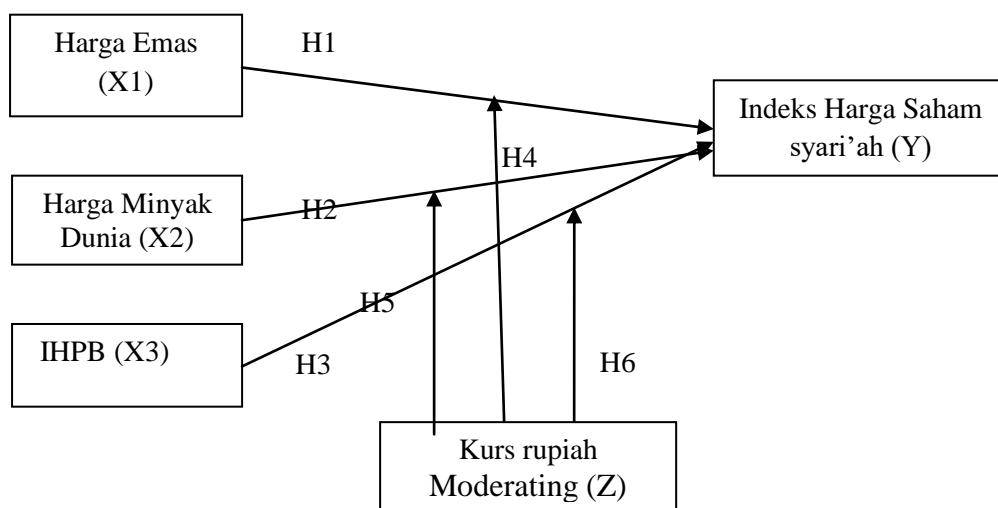 Harga Emas
(X1)
H1
Indeks Harga Saham
syari’ah (Y)
H4
Harga Minyak
Dunia (X2)
H2
H5
IHPB (X3)
H3
H6
Kurs rupiah
Moderating (Z)